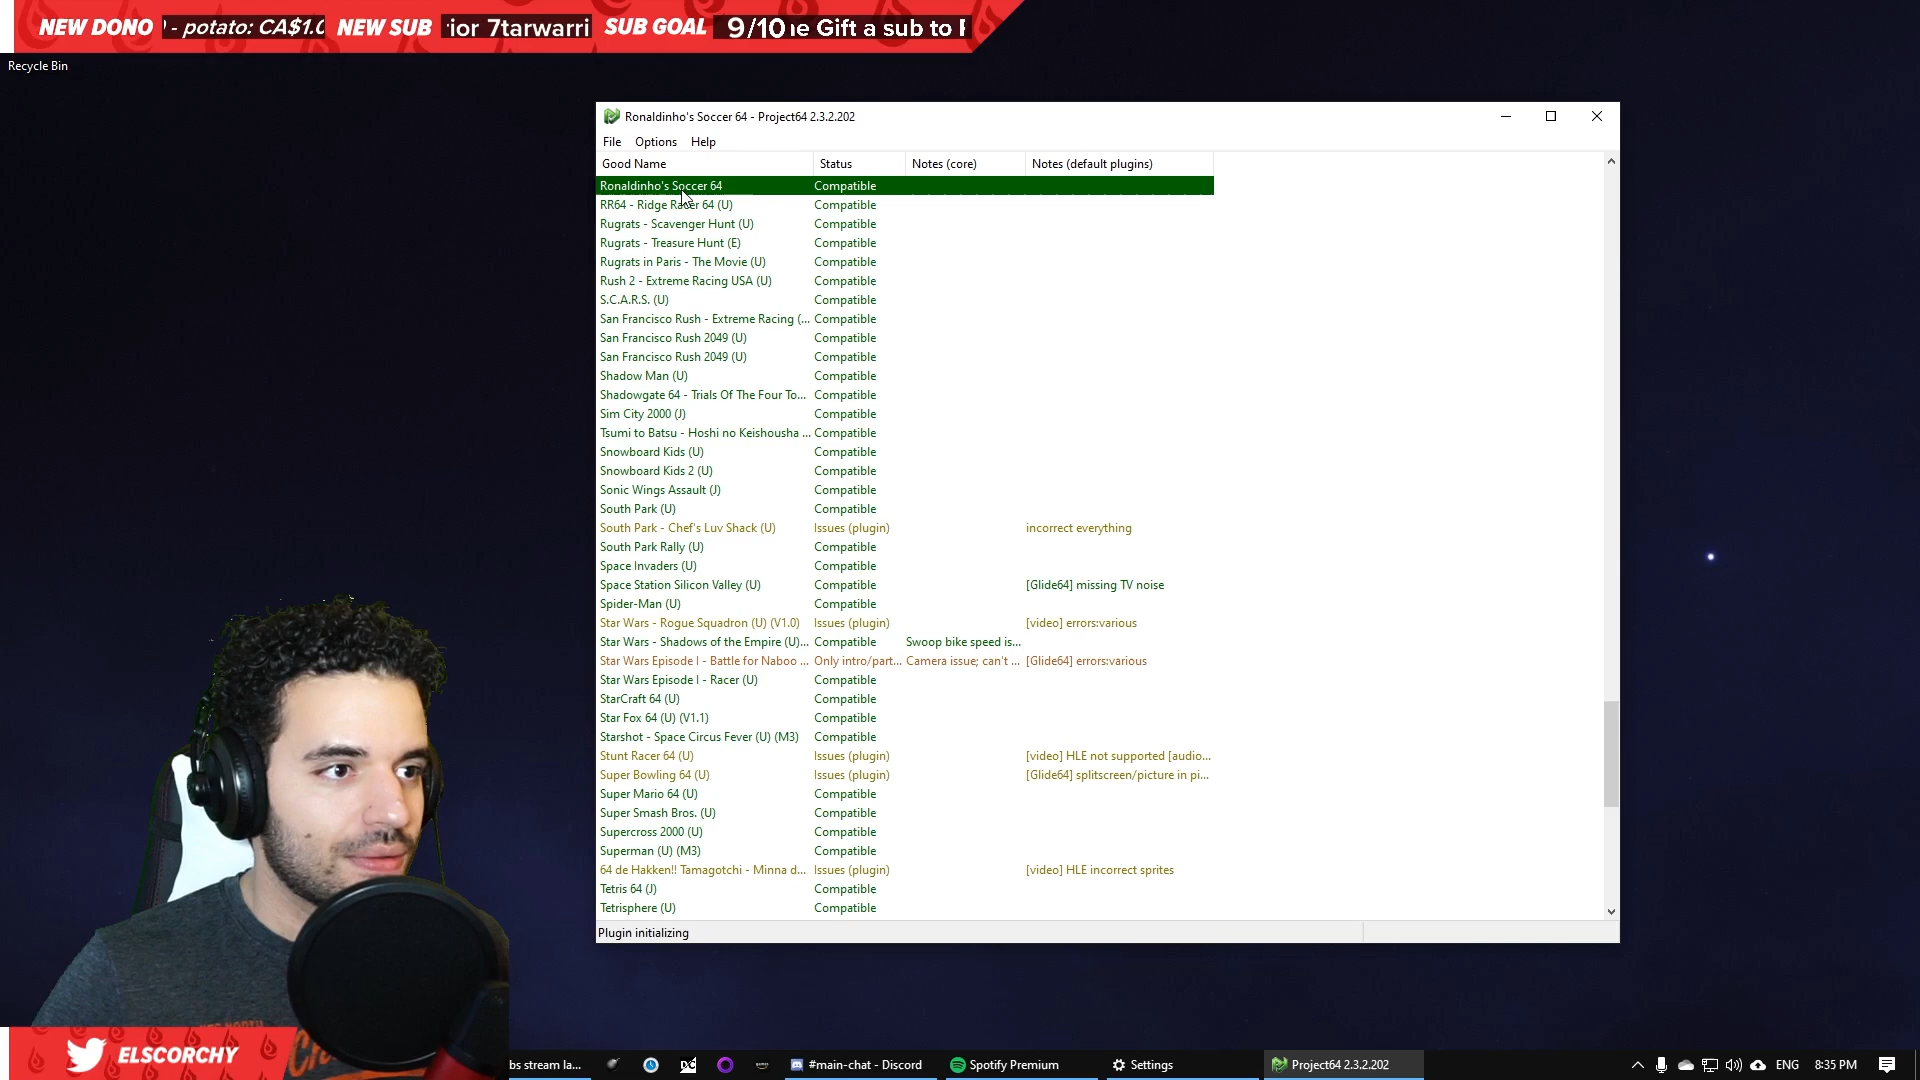 NEW DONO - potato: CA$1.0 NEW SUB ior 7tarwarri SUB GOAL 9/10 ıe Gift a sub to
Recycle Bin
Ronaldinho's Soccer 64 - Project64 2.3.2.202
File Options Help
Good Name Status Notes (core) Notes (default plugins)
Ronaldinho's Soccer 64 Compatible
RR64 - Ridge Racer 64 (U) Compatible
Rugrats - Scavenger Hunt (U) Compatible
Rugrats - Treasure Hunt (E) Compatible
Rugrats in Paris - The Movie (U) Compatible
Rush 2 - Extreme Racing USA (U) Compatible
S.C.A.R.S. (U) Compatible
San Francisco Rush - Extreme Racing (... Compatible
San Francisco Rush 2049 (U) Compatible
San Francisco Rush 2049 (U) Compatible
Shadow Man (U) Compatible
Shadowgate 64 - Trials Of The Four To... Compatible
Sim City 2000 (J) Compatible
Tsumi to Batsu - Hoshi no Keishousha ... Compatible
Snowboard Kids (U) Compatible
Snowboard Kids 2 (U) Compatible
Sonic Wings Assault (J) Compatible
South Park (U) Compatible
South Park - Chef's Luv Shack (U) Issues (plugin) incorrect everything
South Park Rally (U) Compatible
Space Invaders (U) Compatible
Space Station Silicon Valley (U) Compatible [Glide64] missing TV noise
Spider-Man (U) Compatible
Star Wars - Rogue Squadron (U) (V1.0) Issues (plugin) [video] errors:various
Star Wars - Shadows of the Empire (U)... Compatible Swoop bike speed is...
Star Wars Episode I - Battle for Naboo ... Only intro/part... Camera issue; can't ... [Glide64] errors:various
Star Wars Episode I - Racer (U) Compatible
StarCraft 64 (U) Compatible
Star Fox 64 (U) (V1.1) Compatible
Starshot - Space Circus Fever (U) (M3) Compatible
Stunt Racer 64 (U) Issues (plugin) [video] HLE not supported [audio...
Super Bowling 64 (U) Issues (plugin) [Glide64] splitscreen/picture in pi...
Super Mario 64 (U) Compatible
Super Smash Bros. (U) Compatible
Supercross 2000 (U) Compatible
Superman (U) (M3) Compatible
64 de Hakken!! Tamagotchi - Minna d... Issues (plugin) [video] HLE incorrect sprites
Tetris 64 (J) Compatible
Tetrisphere (U) Compatible
Plugin initializing
ELSCORCHY
bs stream la... #main-chat - Discord Spotify Premium Settings Project64 2.3.2.202 ENG 8:35 PM